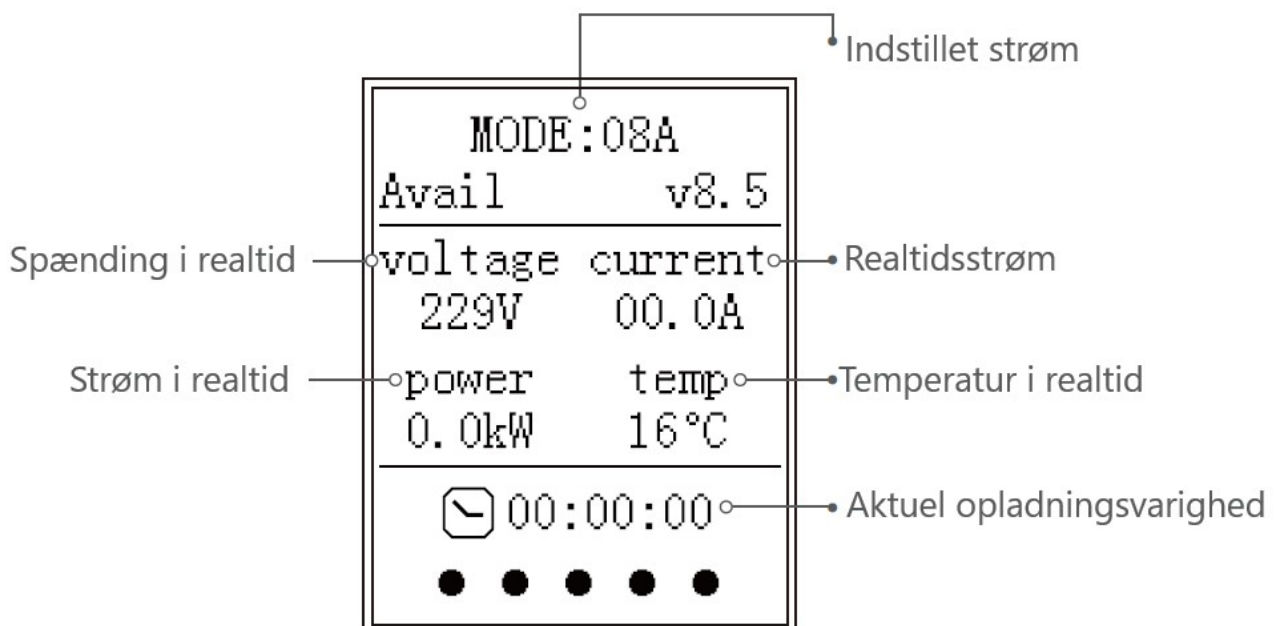 Indstillet strøm
MODE:08A
Avail v8.5
Spænding i realtid voltage current Realtidsstrøm
229V 00.0A
Strøm i realtid power temp Temperatur i realtid
0.0kW 16°C
00:00:00 Aktuel opladningsvarighed